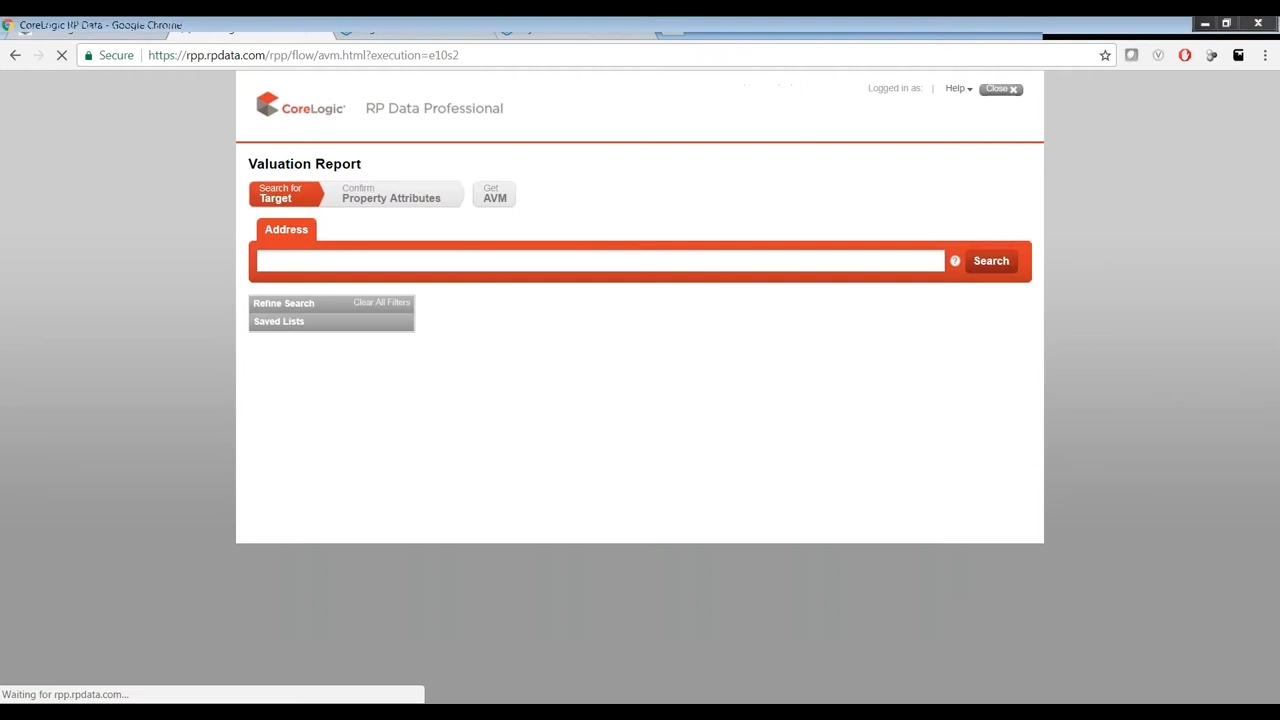 CoreLogic RP Data - Google Chrome
Secure https://rpp.rpdata.com/rpp/flow/avm.html?execution=e10s2
Logged in as: | Help Close
CoreLogic RP Data Professional
Valuation Report
Search for Target
Confirm Property Attributes
Get AVM
Address
? Search
Refine Search Clear All Filters
Saved Lists
Waiting for rpp.rpdata.com...